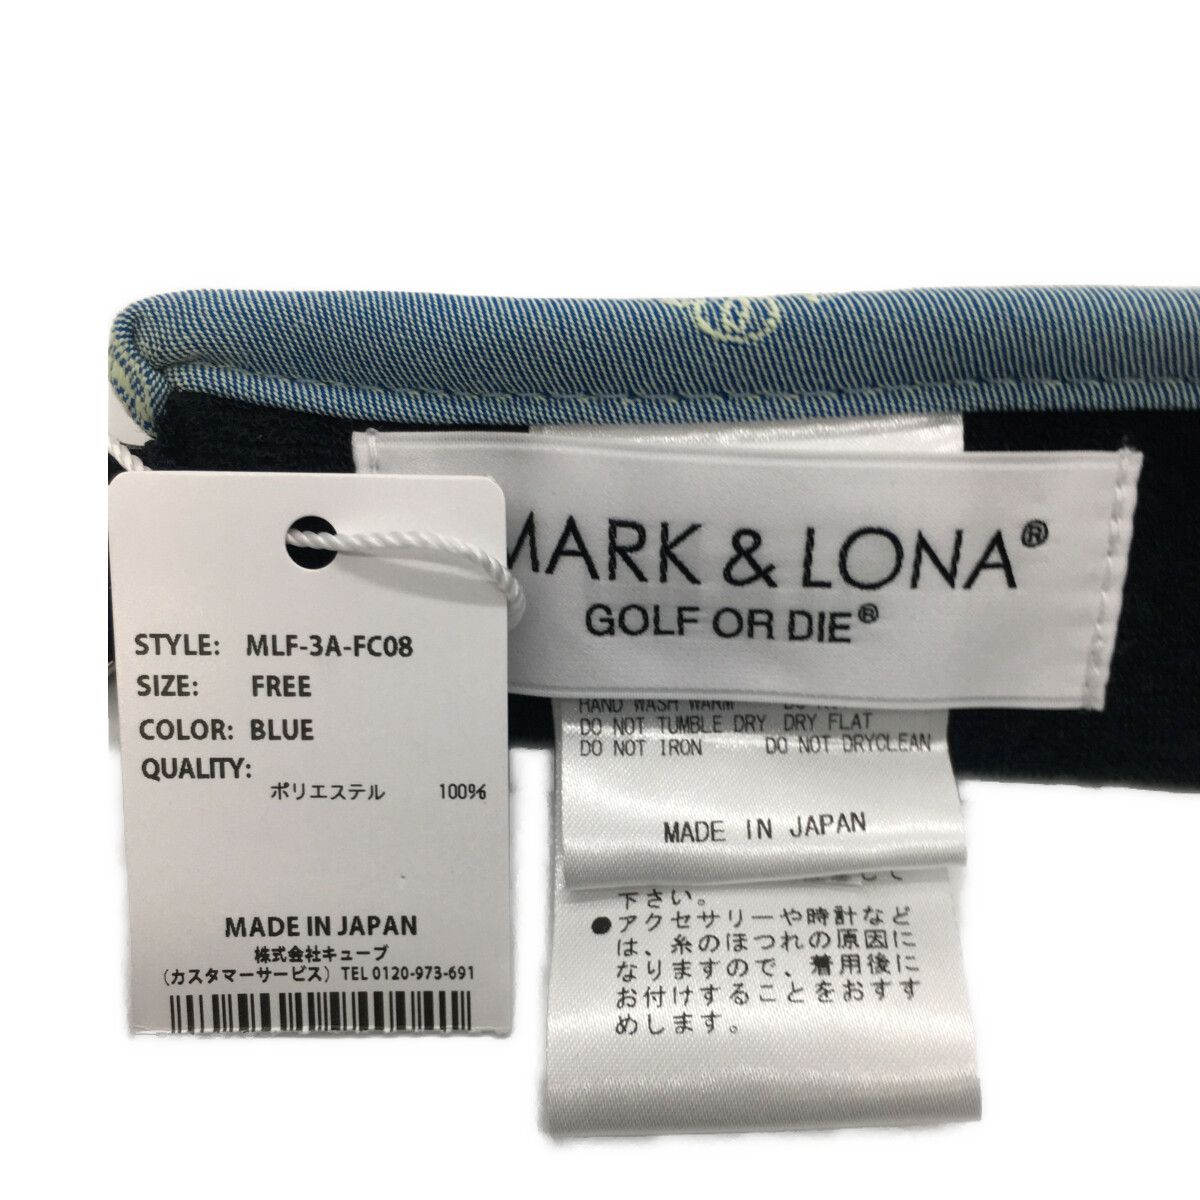 MARK & LONA®
GOLF OR DIE®
STYLE: MLF-3A-FC08
SIZE: FREE
COLOR: BLUE
QUALITY:
ポリエステル 100%
MADE IN JAPAN
株式会社キューブ
(カスタマーサービス) TEL 0120-973-691
HAND WASH WARM
DO NOT TUMBLE DRY DRY FLAT
DO NOT IRON DO NOT DRYCLEAN
MADE IN JAPAN
下さい。
●アクセサリーや時計など
は、糸のほつれの原因に
なりますので、着用後に
お付けすることをおすす
めします。